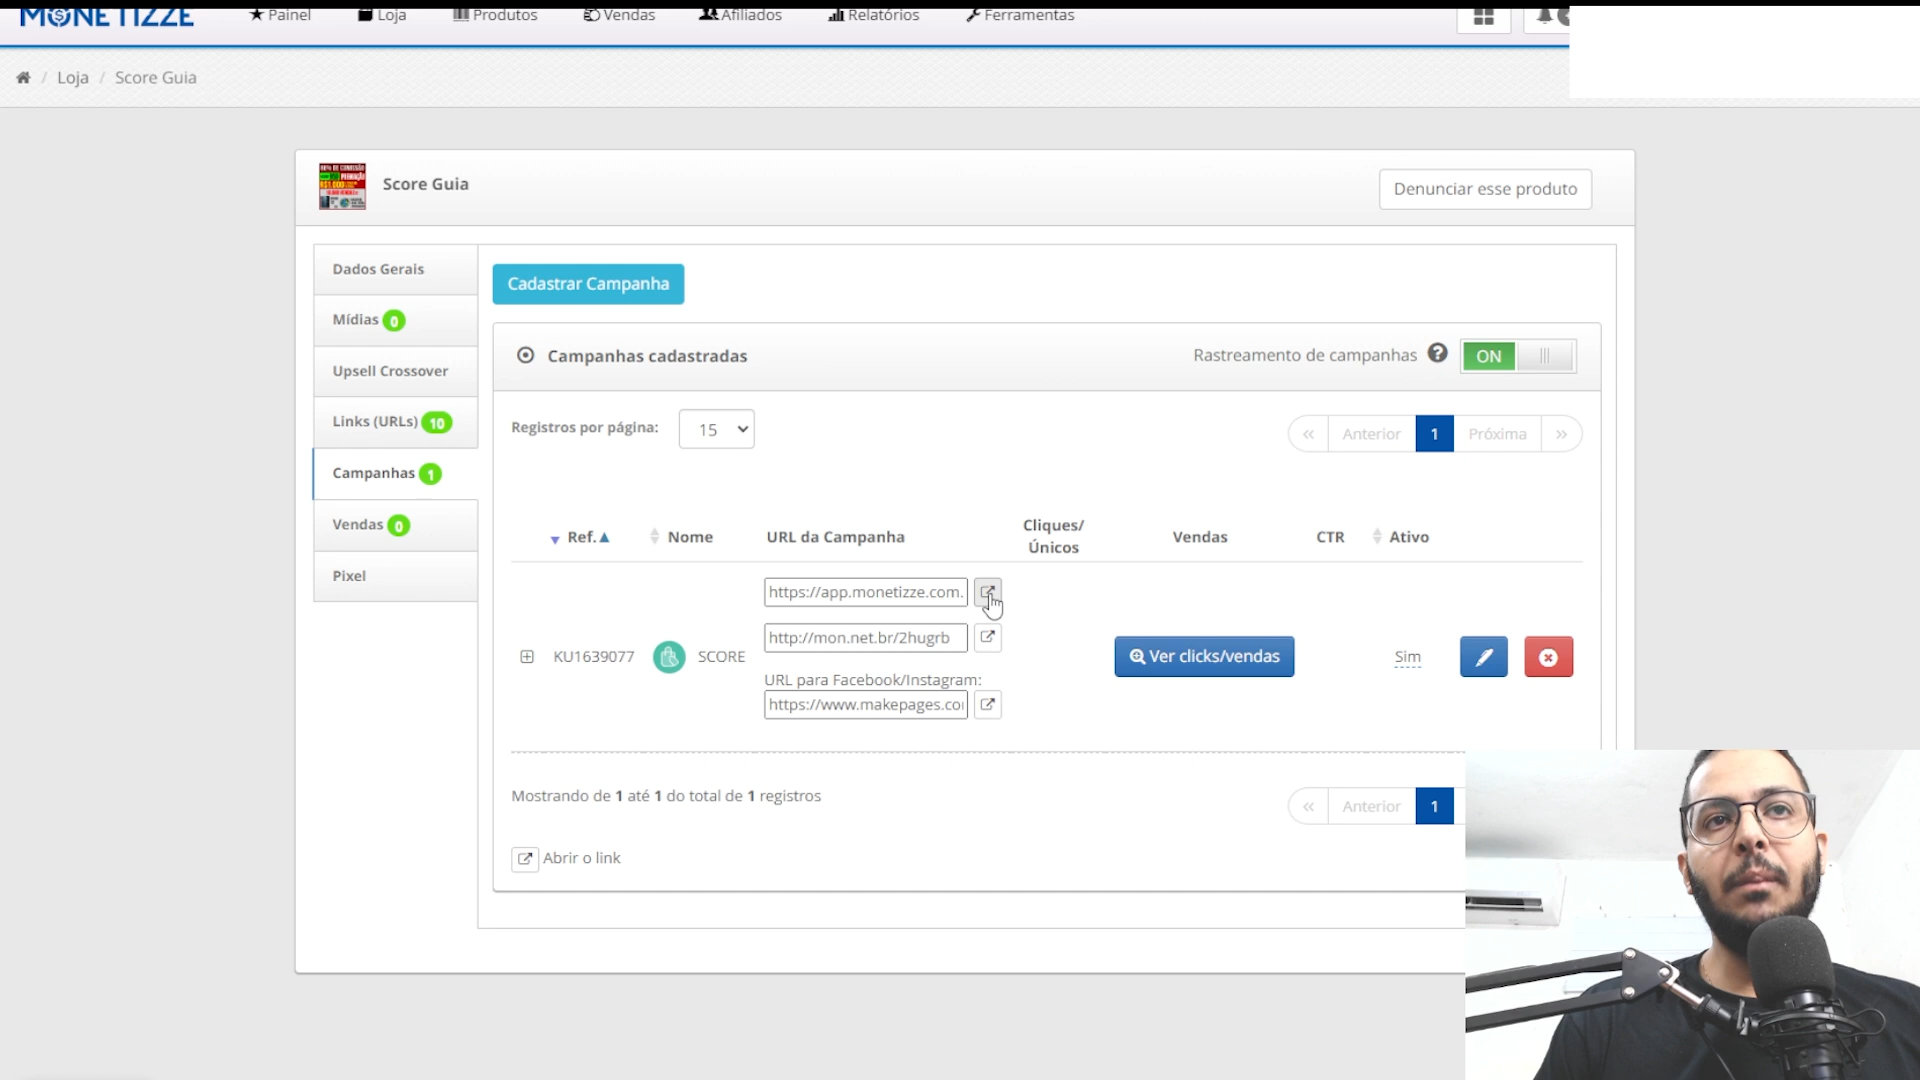 MONETIZZE
Painel
Loja
Produtos
Vendas
Afiliados
Relatórios
Ferramentas
/ Loja / Score Guia
Score Guia
Denunciar esse produto
Dados Gerais
Mídias 0
Upsell Crossover
Links (URLs) 10
Campanhas 1
Vendas 0
Pixel
Cadastrar Campanha
Campanhas cadastradas
Rastreamento de campanhas ? ON
Registros por página: 15
« Anterior 1 Próxima »
Ref. Nome URL da Campanha Cliques/
Únicos Vendas CTR Ativo
https://app.monetizze.com.
http://mon.net.br/2hugrb
KU1639077 SCORE
Ver clicks/vendas
Sim
URL para Facebook/Instagram:
https://www.makepages.co
Mostrando de 1 até 1 do total de 1 registros
« Anterior 1
Abrir o link